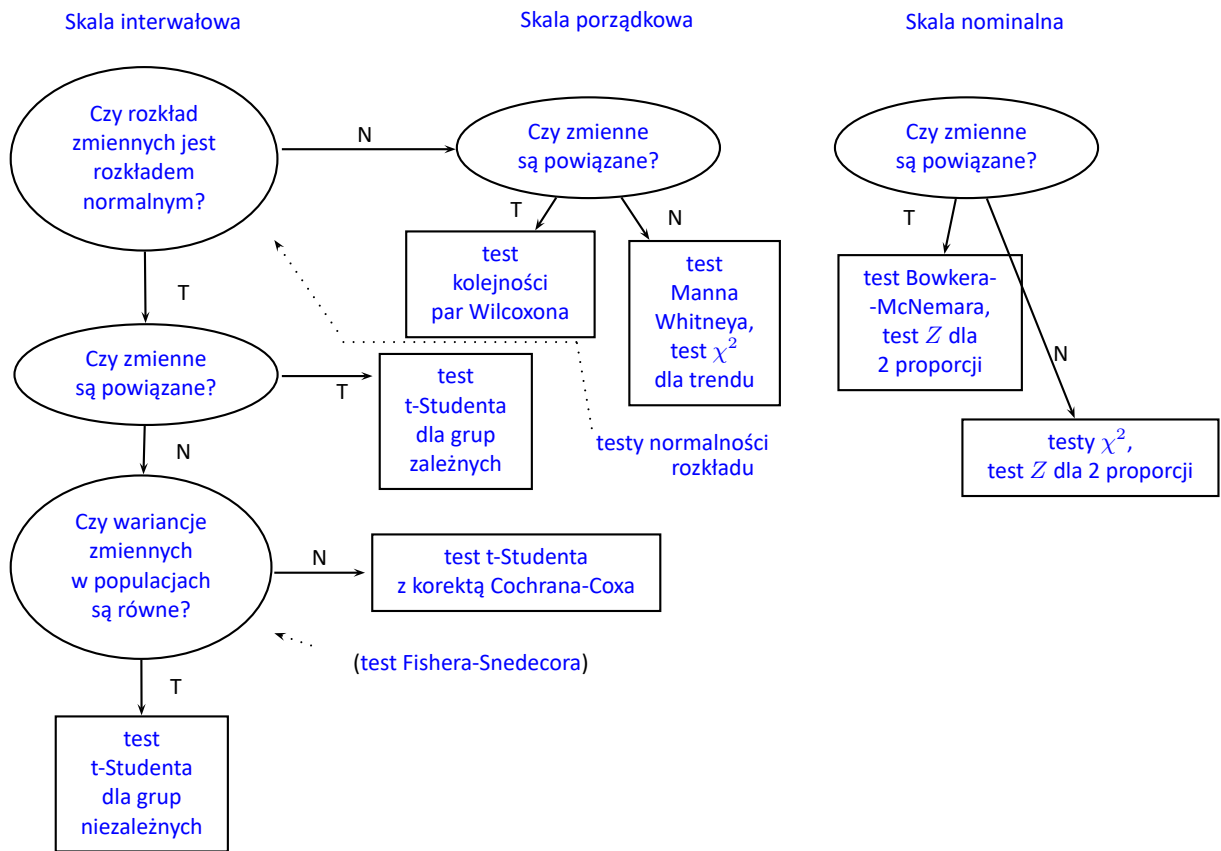 Skala interwałowa
Skala porządkowa
Skala nominalna
Czy rozkład
zmiennych jest
rozkładem
normalnym?
N
Czy zmienne
są powiązane?
Czy zmienne
są powiązane?
T
N
T
test
kolejności
par Wilcoxona
test
Manna
Whitneya,
test χ²
dla trendu
test Bowkera-
-McNemara,
test Z dla
2 proporcji
N
T
Czy zmienne
są powiązane?
T
test
t-Studenta
dla grup
zależnych
testy normalności
rozkładu
testy χ²,
test Z dla 2 proporcji
N
Czy wariancje
zmiennych
w populacjach
są równe?
N
test t-Studenta
z korektą Cochrana-Coxa
(test Fishera-Snedecora)
T
test
t-Studenta
dla grup
niezależnych